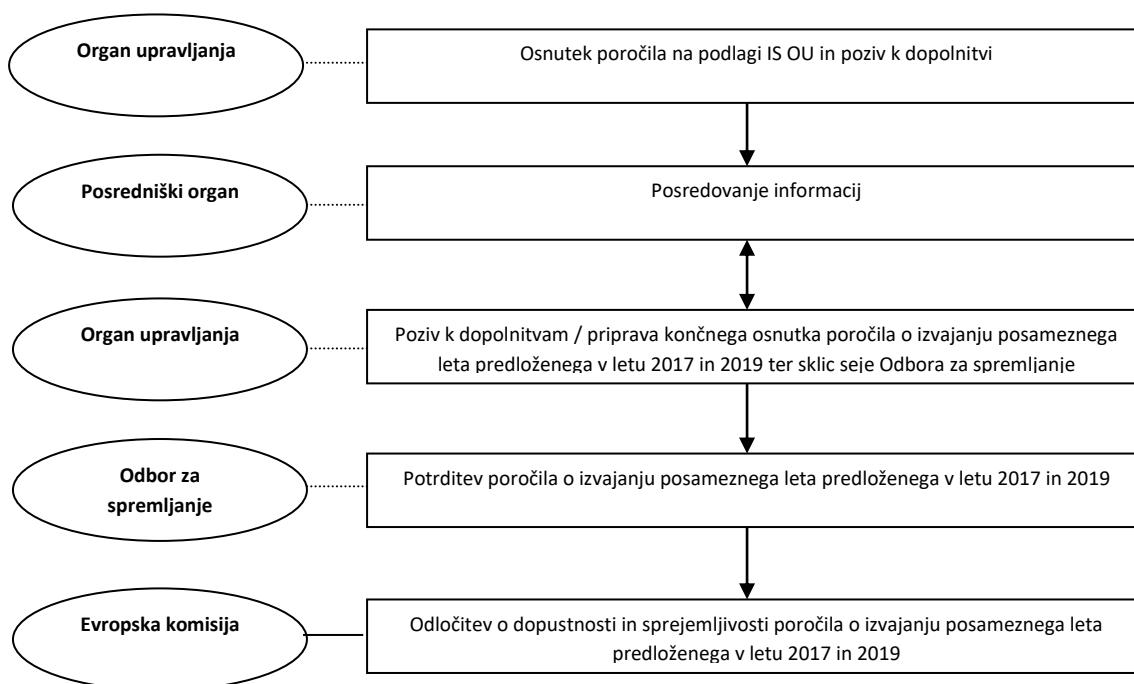 Organ upravljanja
Osnutek poročila na podlagi IS OU in poziv k dopolnitvi
Posredniški organ
Posredovanje informacij
Organ upravljanja
Poziv k dopolnitvam / priprava končnega osnutka poročila o izvajanju posameznega
leta predloženega v letu 2017 in 2019 ter sklic seje Odbora za spremljanje
Odbor za
spremljanje
Potrditev poročila o izvajanju posameznega leta predloženega v letu 2017 in 2019
Evropska komisija
Odločitev o dopustnosti in sprejemljivosti poročila o izvajanju posameznega leta
predloženega v letu 2017 in 2019